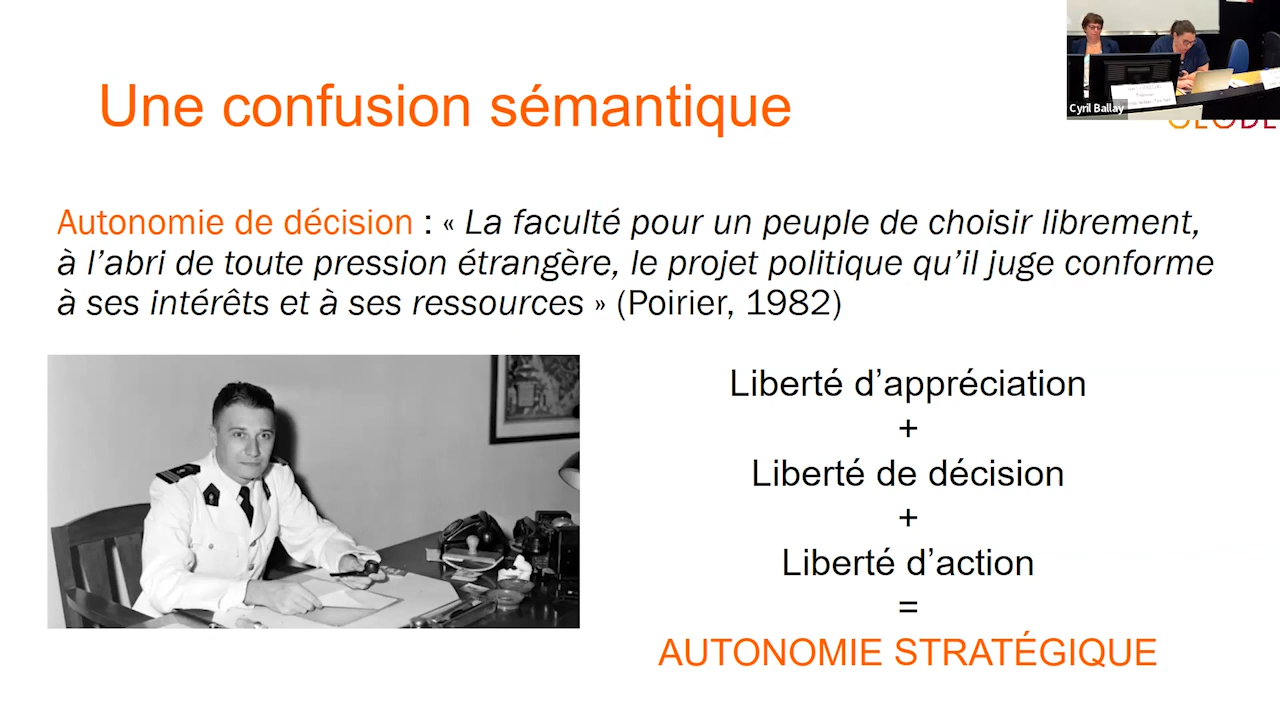 Une confusion sémantique
Cyril Ballay
Autonomie de décision : « La faculté pour un peuple de choisir librement,
à l’abri de toute pression étrangère, le projet politique qu’il juge conforme
à ses intérêts et à ses ressources » (Poirier, 1982)
Liberté d’appréciation
+
Liberté de décision
+
Liberté d’action
=
AUTONOMIE STRATÉGIQUE